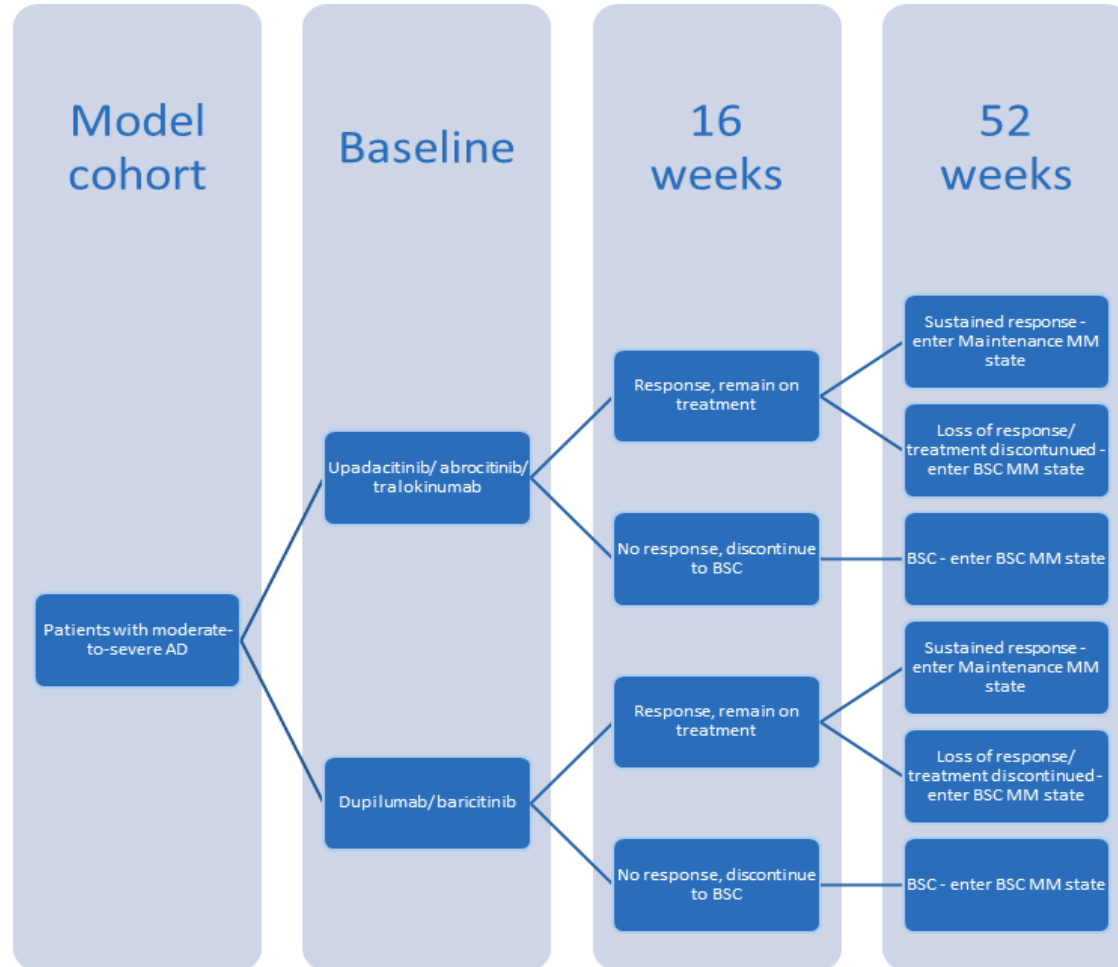 Model
cohort
Baseline
16
weeks
52
weeks
Patients with moderate-
to-severe AD
Upadacitinib/ abrocitinib/
tralokinumab
Dupilumab/ baricitinib
Response, remain on
treatment
No response, discontinue
to BSC
Response, remain on
treatment
No response, discontinue
to BSC
Sustained response -
enter Maintenance MM
state
Loss of response/
treatment discontunued -
enter BSC MM state
BSC - enter BSC MM state
Sustained response -
enter Maintenance MM
state
Loss of response/
treatment discontinued -
enter BSC MM state
BSC - enter BSC MM state